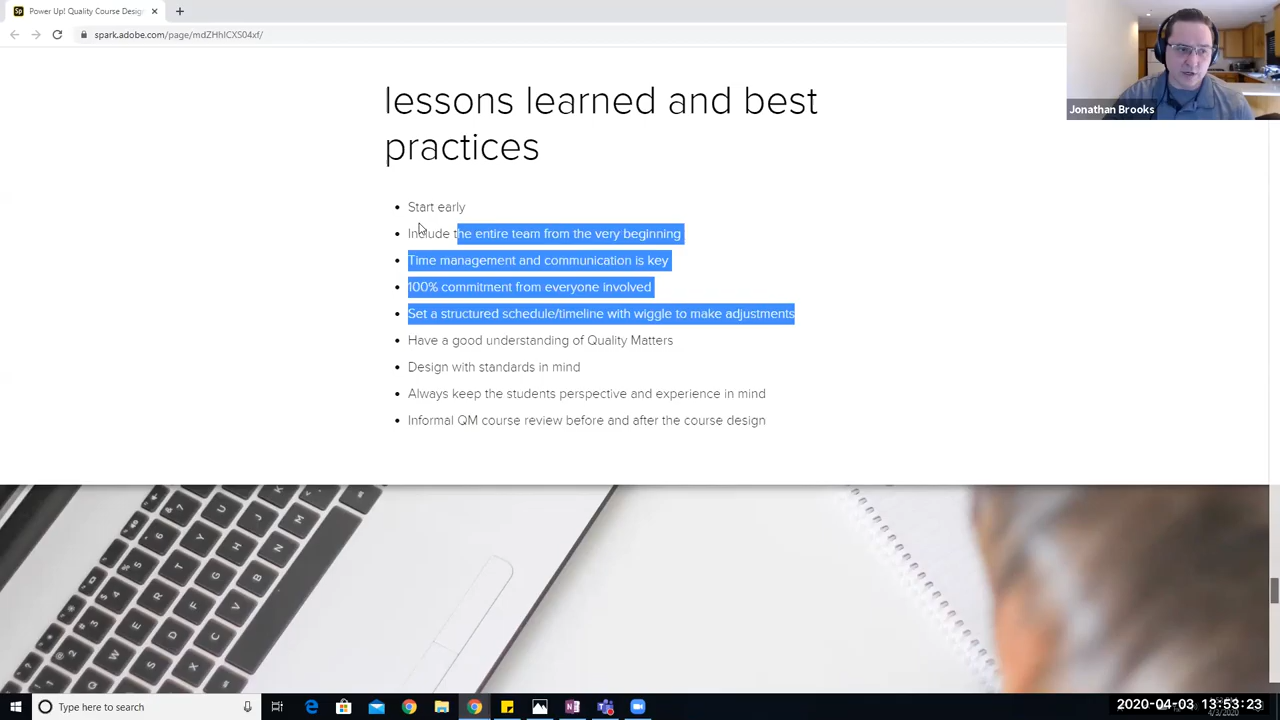 Power Up! Quality Course Design
spark.adobe.com/page/mdZHhICXS04xf/
Jonathan Brooks
lessons learned and best
practices
• Start early
• Include the entire team from the very beginning
• Time management and communication is key
• 100% commitment from everyone involved
• Set a structured schedule/timeline with wiggle to make adjustments
• Have a good understanding of Quality Matters
• Design with standards in mind
• Always keep the students perspective and experience in mind
• Informal QM course review before and after the course design
Type here to search
2020-04-03 13:53:23